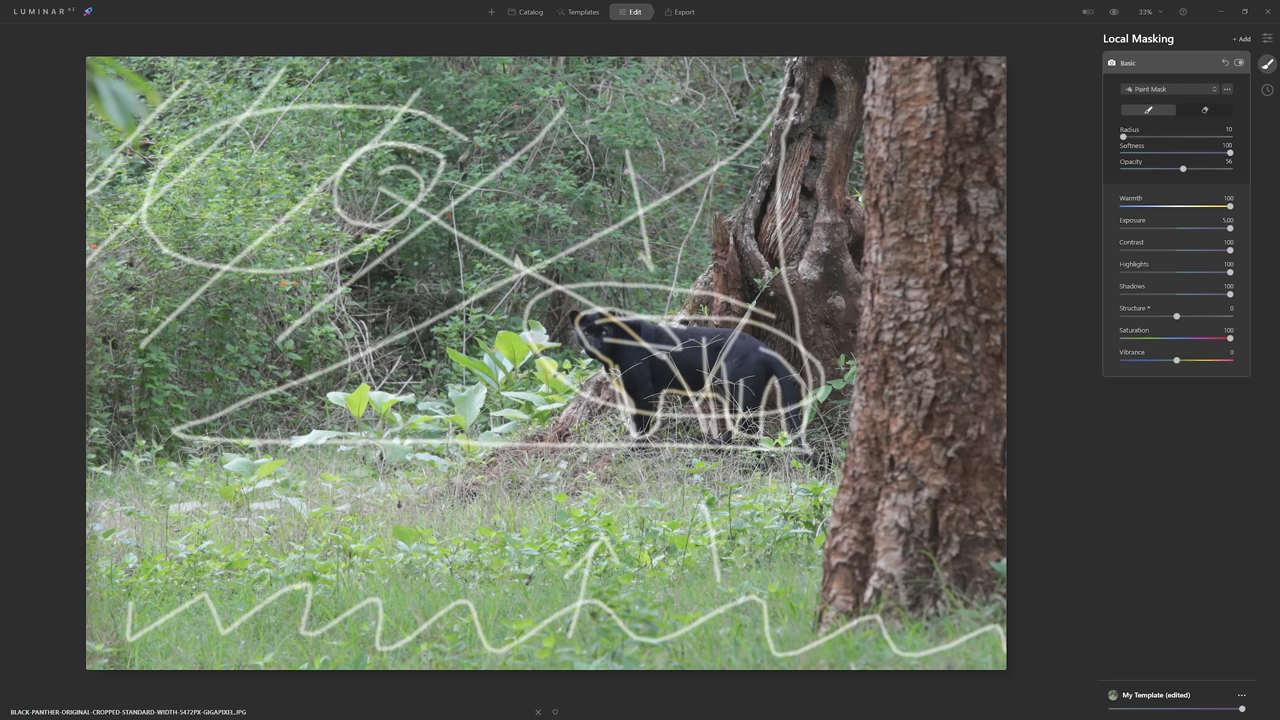 LUMINAR AI
Catalog
Templates
Edit
Export
33%
Local Masking
+ Add
Basic
Paint Mask
Radius 10
Softness 100
Opacity 56
Warmth 100
Exposure 5.00
Contrast 100
Highlights 100
Shadows 100
Structure AI 0
Saturation 100
Vibrance 0
My Template (edited)
BLACK-PANTHER-ORIGINAL-CROPPED-STANDARD-WIDTH-5472PX-GIGAPIXEL.JPG